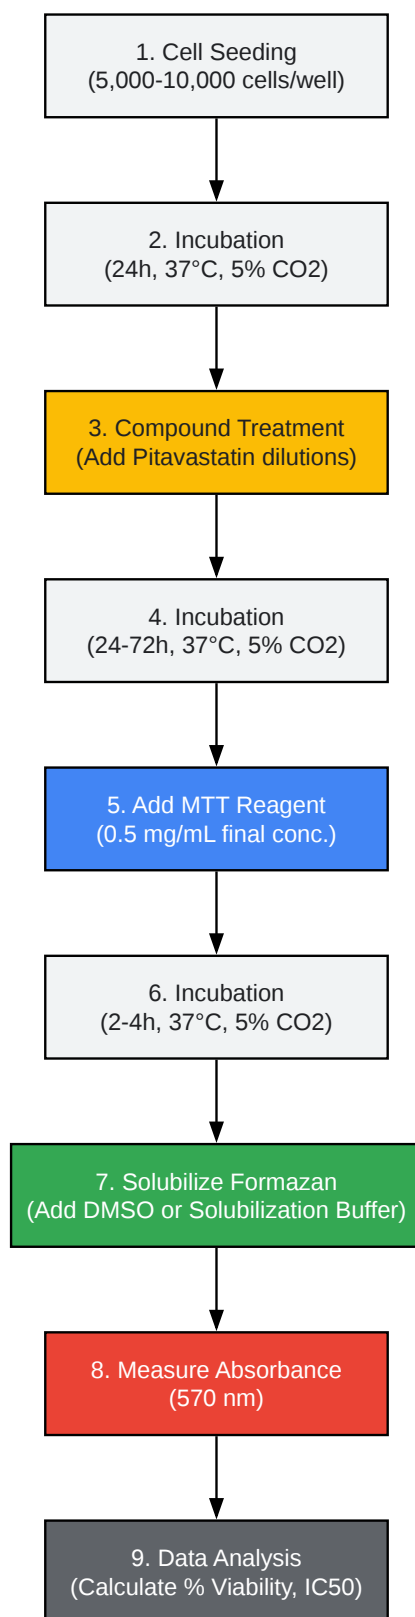 1. Cell Seeding
(5,000-10,000 cells/well)
2. Incubation
(24h, 37°C, 5% CO2)
3. Compound Treatment
(Add Pitavastatin dilutions)
4. Incubation
(24-72h, 37°C, 5% CO2)
5. Add MTT Reagent
(0.5 mg/mL final conc.)
6. Incubation
(2-4h, 37°C, 5% CO2)
7. Solubilize Formazan
(Add DMSO or Solubilization Buffer)
8. Measure Absorbance
(570 nm)
9. Data Analysis
(Calculate % Viability, IC50)